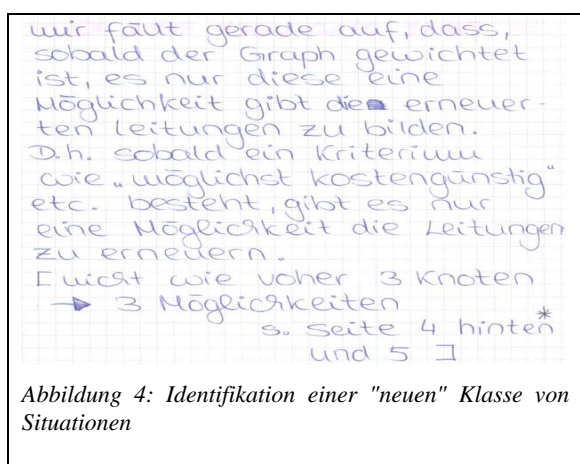 mir fällt gerade auf, dass,
sobald der Graph gewichtet
ist, es nur diese eine
Möglichkeit gibt die erneuer-
ten Leitungen zu bilden.
D.h. sobald ein Kriterium
wie „möglichst kostengünstig"
etc. besteht, gibt es nur
eine Möglichkeit die Leitungen
zu erneuern.
[nicht wie voher 3 Knoten
→ 3 Möglichkeiten
s. Seite 4 hinten*
und 5 ]
Abbildung 4: Identifikation einer "neuen" Klasse von
Situationen